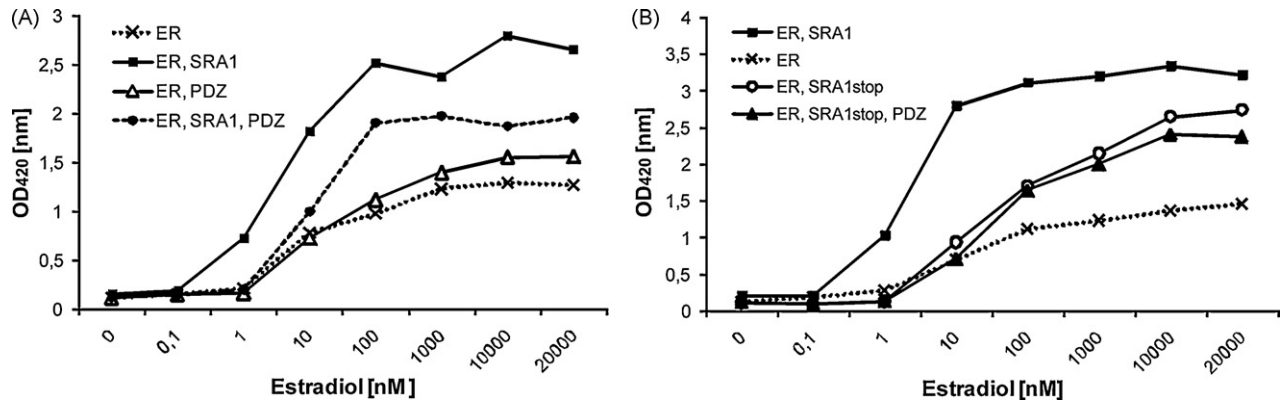 (A)
3
2,5
2
1,5
1
0,5
0
OD420 [nm]
ER
ER, SRA1
ER, PDZ
ER, SRA1, PDZ
0
0,1
1
10
100
1000
10000
20000
Estradiol [nM]
(B)
4
3.5
3
2.5
2
1.5
1
0.5
0
OD420 [nm]
ER, SRA1
ER
ER, SRA1stop
ER, SRA1stop, PDZ
0
0,1
1
10
100
1000
10000
20000
Estradiol [nM]